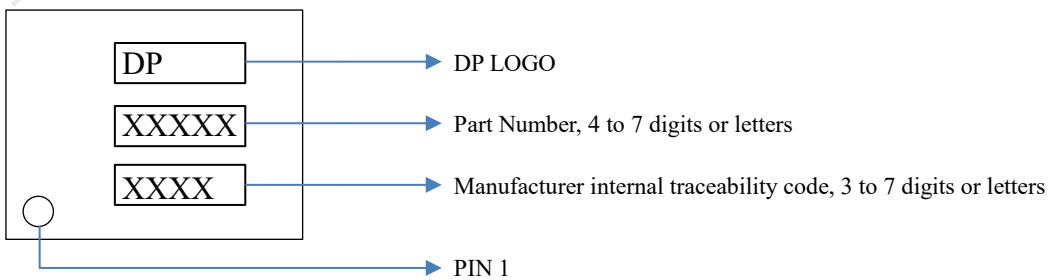 DP DP LOGO
XXXXX Part Number, 4 to 7 digits or letters
XXXX Manufacturer internal traceability code, 3 to 7 digits or letters
PIN 1